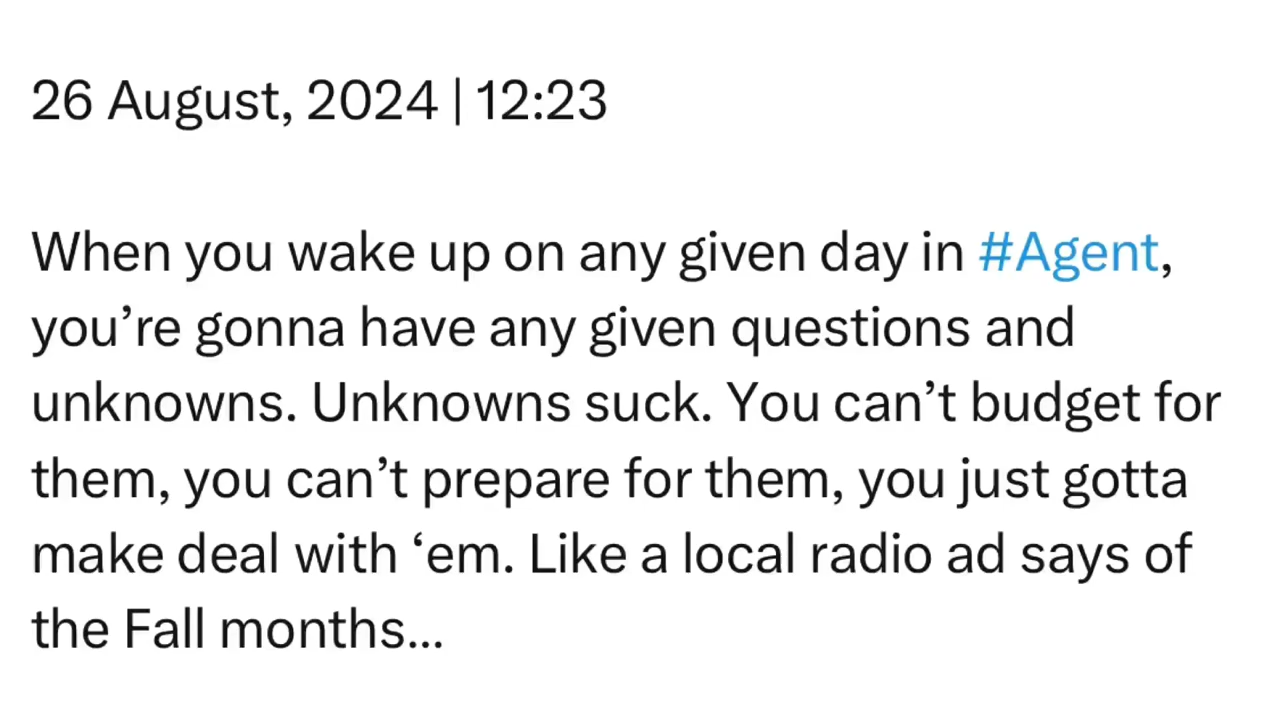 26 August, 2024 | 12:23
When you wake up on any given day in #Agent,
you’re gonna have any given questions and
unknowns. Unknowns suck. You can’t budget for
them, you can’t prepare for them, you just gotta
make deal with ‘em. Like a local radio ad says of
the Fall months...